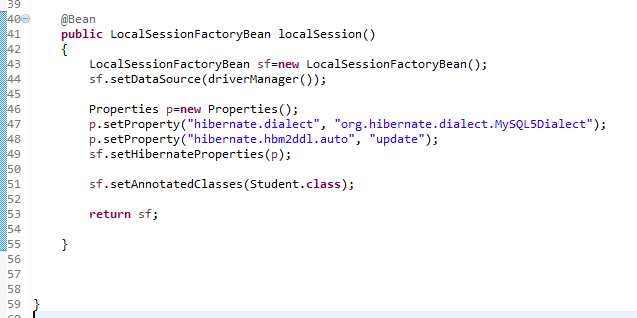 39
40 @Bean
41 public LocalSessionFactoryBean localSession()
42 {
43 LocalSessionFactoryBean sf=new LocalSessionFactoryBean();
44 sf.setDataSource(driverManager());
45
46 Properties p=new Properties();
47 p.setProperty("hibernate.dialect", "org.hibernate.dialect.MySQL5Dialect");
48 p.setProperty("hibernate.hbm2ddl.auto", "update");
49 sf.setHibernateProperties(p);
50
51 sf.setAnnotatedClasses(Student.class);
52
53 return sf;
54
55 }
56
57
58
59 }
60